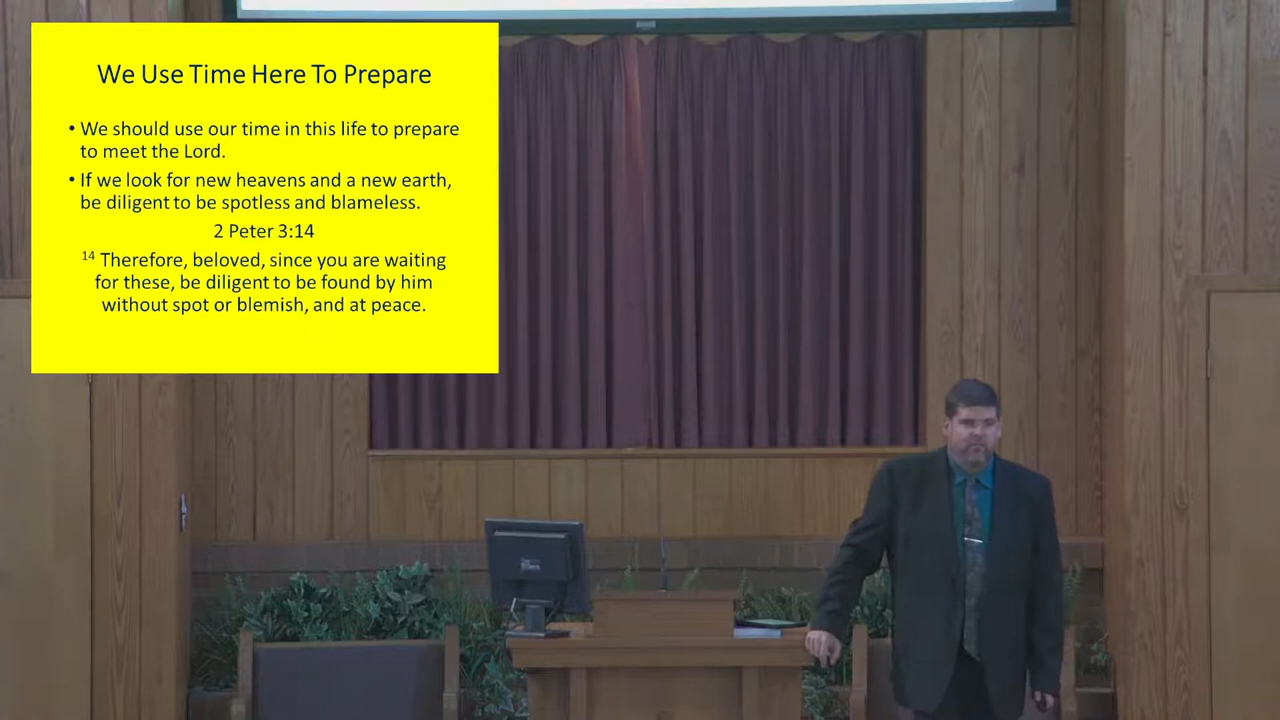 We Use Time Here To Prepare
• We should use our time in this life to prepare
to meet the Lord.
• If we look for new heavens and a new earth,
be diligent to be spotless and blameless.
2 Peter 3:14
14 Therefore, beloved, since you are waiting
for these, be diligent to be found by him
without spot or blemish, and at peace.